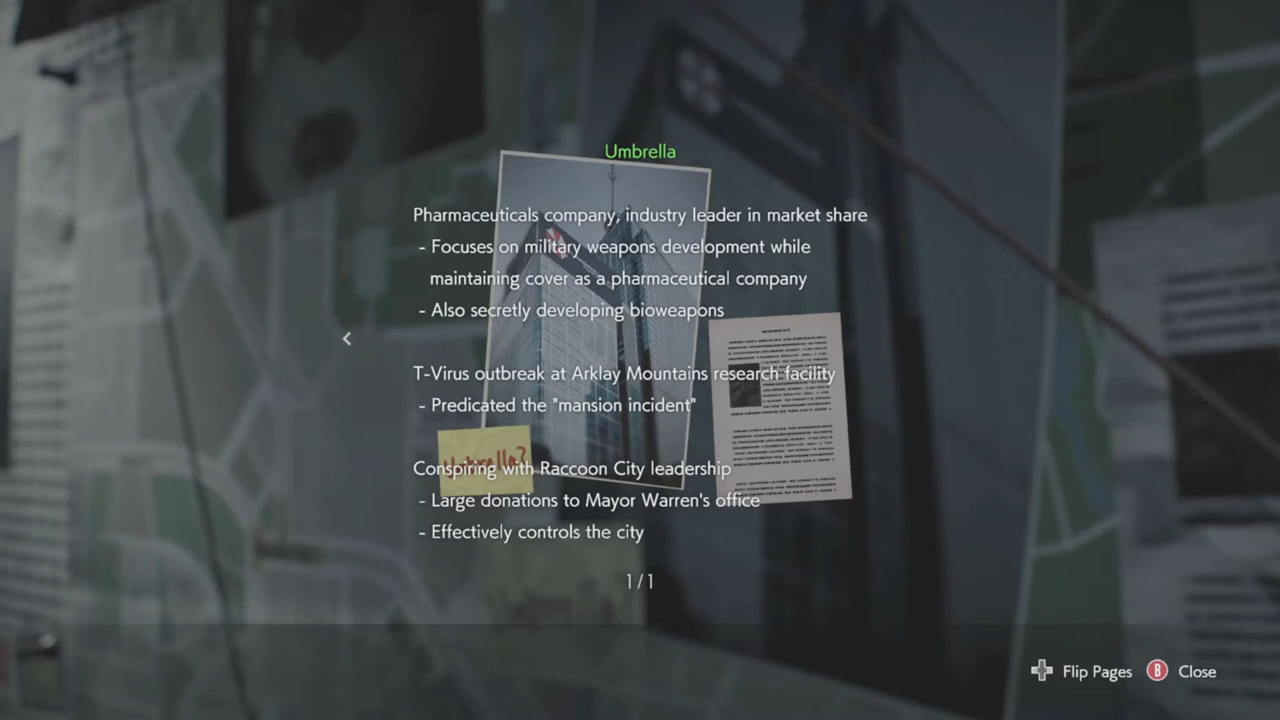 Umbrella
Pharmaceuticals company, industry leader in market share
- Focuses on military weapons development while
maintaining cover as a pharmaceutical company
- Also secretly developing bioweapons
T-Virus outbreak at Arklay Mountains research facility
- Predicated the "mansion incident"
Conspiring with Raccoon City leadership
- Large donations to Mayor Warren's office
- Effectively controls the city
Umbrella?
1/1
Flip Pages
B Close